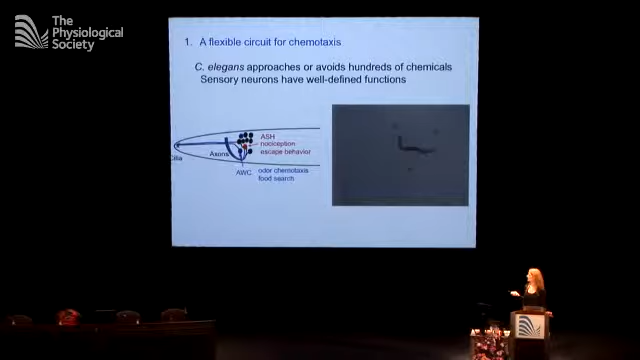 The
Physiological
Society
1. A flexible circuit for chemotaxis
C. elegans approaches or avoids hundreds of chemicals
Sensory neurons have well-defined functions
ASH
nociception
escape behavior
Axons
Cilia
AWC
odor chemotaxis
food search